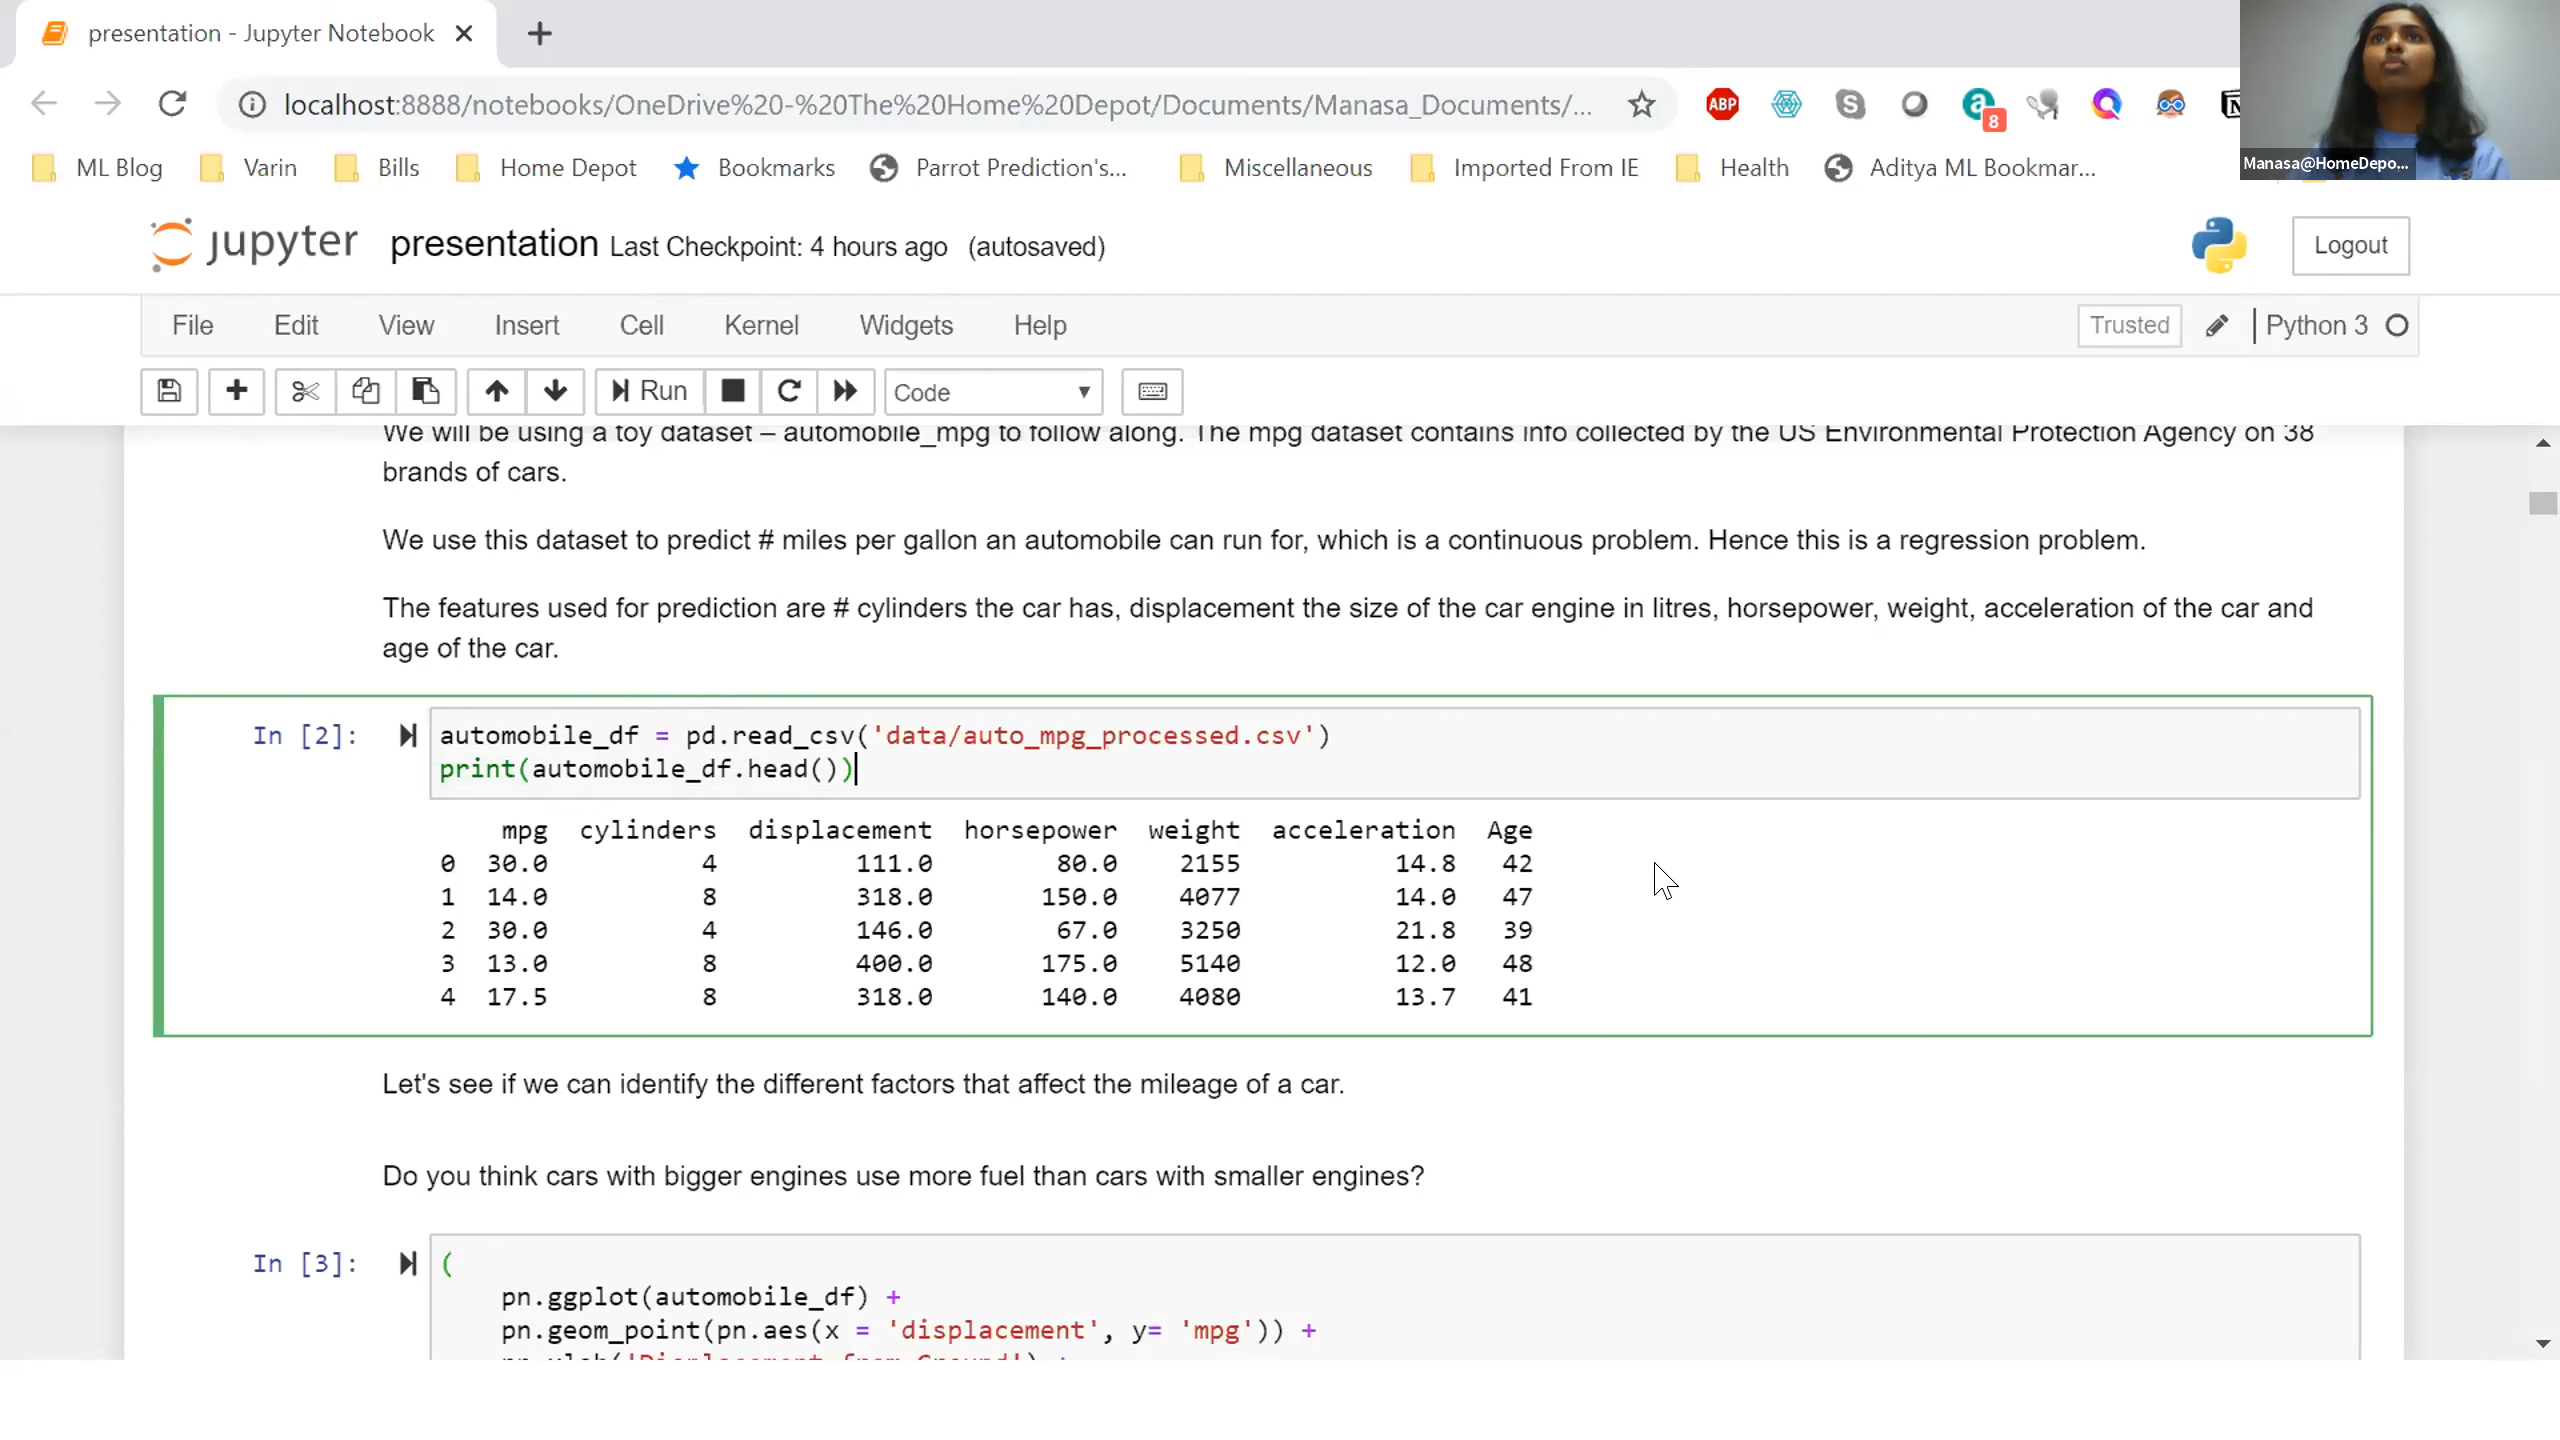 presentation - Jupyter Notebook
localhost:8888/notebooks/OneDrive%20-%20The%20Home%20Depot/Documents/Manasa_Documents/...
ABP
8
Manasa@HomeDepo...
ML Blog Varin Bills Home Depot Bookmarks Parrot Prediction's... Miscellaneous Imported From IE Health Aditya ML Bookmar...
jupyter presentation Last Checkpoint: 4 hours ago (autosaved)
Logout
File Edit View Insert Cell Kernel Widgets Help Trusted Python 3
Run Code
We will be using a toy dataset – automobile_mpg to follow along. The mpg dataset contains info collected by the US Environmental Protection Agency on 38
brands of cars.
We use this dataset to predict # miles per gallon an automobile can run for, which is a continuous problem. Hence this is a regression problem.
The features used for prediction are # cylinders the car has, displacement the size of the car engine in litres, horsepower, weight, acceleration of the car and
age of the car.
In [2]: automobile_df = pd.read_csv('data/auto_mpg_processed.csv')
print(automobile_df.head())
mpg cylinders displacement horsepower weight acceleration Age
0 30.0 4 111.0 80.0 2155 14.8 42
1 14.0 8 318.0 150.0 4077 14.0 47
2 30.0 4 146.0 67.0 3250 21.8 39
3 13.0 8 400.0 175.0 5140 12.0 48
4 17.5 8 318.0 140.0 4080 13.7 41
Let's see if we can identify the different factors that affect the mileage of a car.
Do you think cars with bigger engines use more fuel than cars with smaller engines?
In [3]: (
pn.ggplot(automobile_df) +
pn.geom_point(pn.aes(x = 'displacement', y= 'mpg')) +